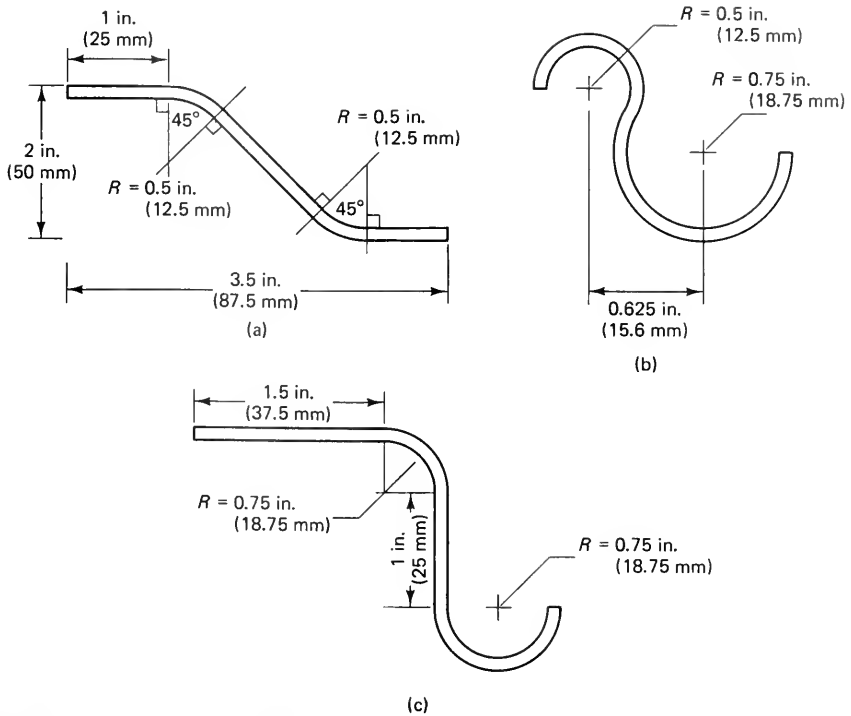 1 in.
(25 mm)
45°
2 in.
(50 mm)
R = 0.5 in.
(12.5 mm)
R = 0.5 in.
(12.5 mm)
45°
3.5 in.
(87.5 mm)
(a)
R = 0.5 in.
(12.5 mm)
R = 0.75 in.
(18.75 mm)
0.625 in.
(15.6 mm)
(b)
1.5 in.
(37.5 mm)
R = 0.75 in.
(18.75 mm)
1 in.
(25 mm)
R = 0.75 in.
(18.75 mm)
(c)